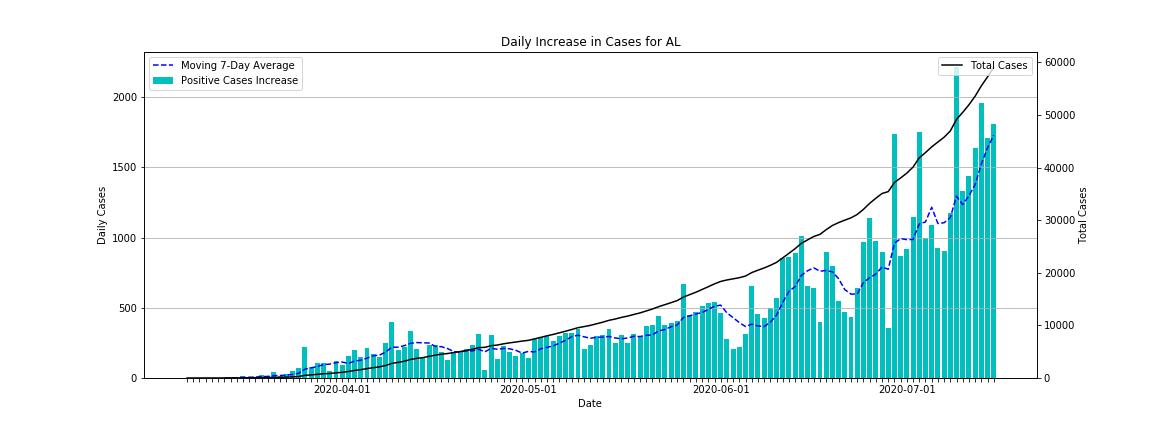 Daily Increase in Cases for AL
Moving 7-Day Average
Positive Cases Increase
Total Cases
Daily Cases
2000
1500
1000
500
0
Total Cases
60000
50000
40000
30000
20000
10000
0
2020-04-01
2020-05-01
2020-06-01
2020-07-01
Date